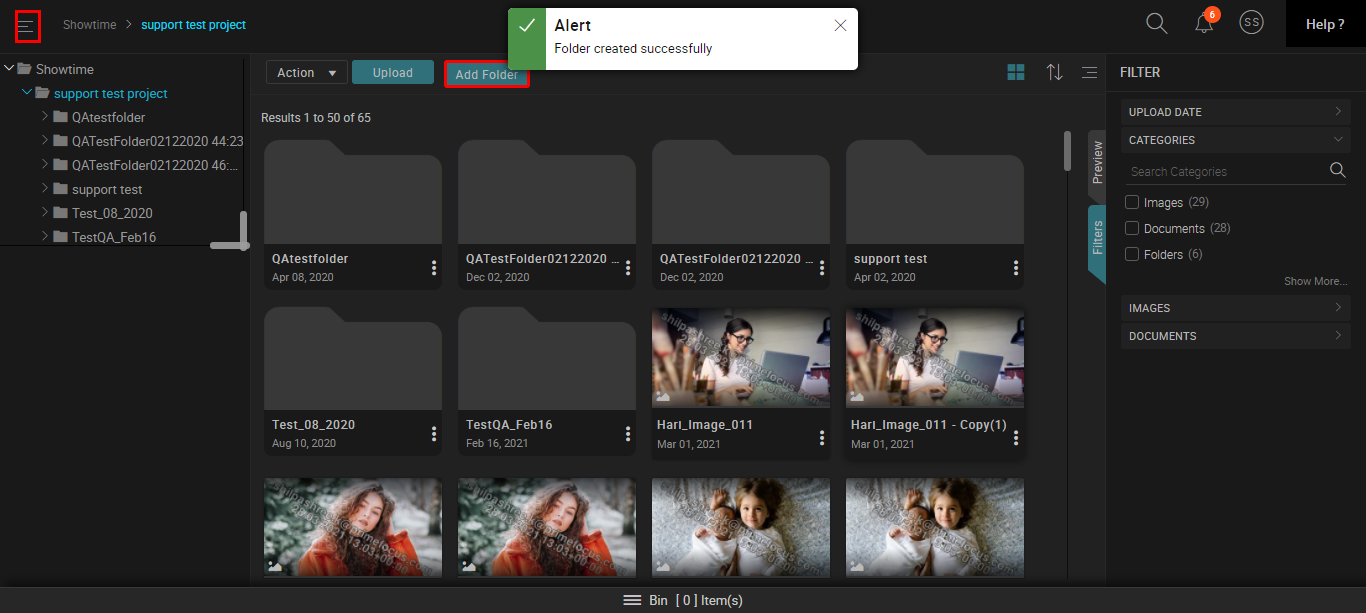 Showtime > support test project
Alert
Folder created successfully
6
SS
Help ?
Showtime
support test project
QAtestfolder
QATestFolder02122020 44:23
QATestFolder02122020 46:...
support test
Test_08_2020
TestQA_Feb16
Action
Upload
Add Folder
Results 1 to 50 of 65
QAtestfolder
Apr 08, 2020
QATestFolder02122020 ...
Dec 02, 2020
QATestFolder02122020 ...
Dec 02, 2020
support test
Apr 02, 2020
Test_08_2020
Aug 10, 2020
TestQA_Feb16
Feb 16, 2021
Hari_Image_011
Mar 01, 2021
Hari_Image_011 - Copy(1)
Mar 01, 2021
Preview
Filters
FILTER
UPLOAD DATE
CATEGORIES
Search Categories
Images (29)
Documents (28)
Folders (6)
Show More...
IMAGES
DOCUMENTS
Bin [ 0 ] Item(s)